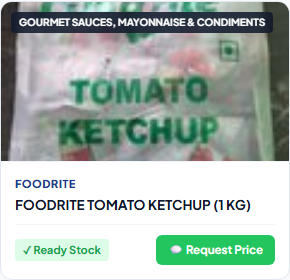 GOURMET SAUCES, MAYONNAISE & CONDIMENTS
TOMATO
KETCHUP
FOODRITE
FOODRITE TOMATO KETCHUP (1 KG)
✓ Ready Stock
Request Price